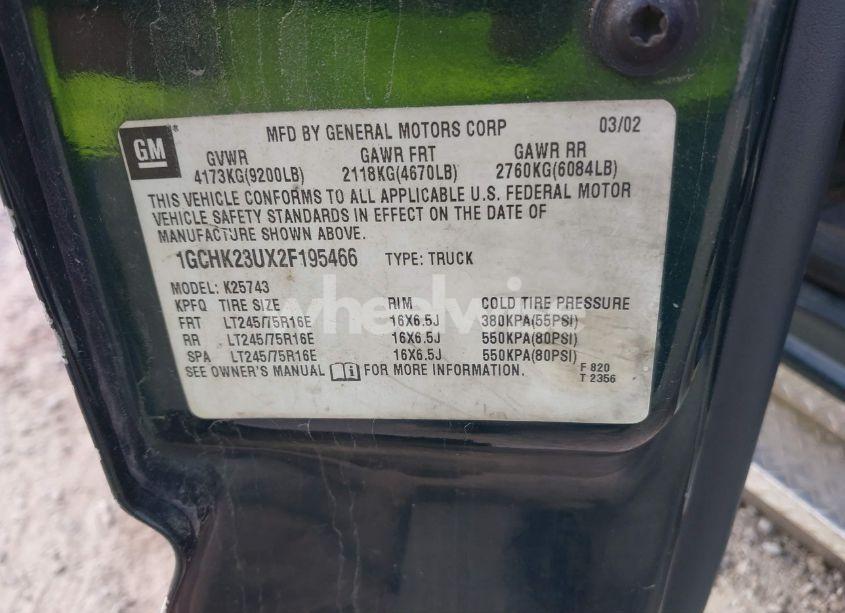 GM
MFD BY GENERAL MOTORS CORP 03/02
GVWR GAWR FRT GAWR RR
4173KG(9200LB) 2118KG(4670LB) 2760KG(6084LB)
THIS VEHICLE CONFORMS TO ALL APPLICABLE U.S. FEDERAL MOTOR
VEHICLE SAFETY STANDARDS IN EFFECT ON THE DATE OF
MANUFACTURE SHOWN ABOVE.
1GCHK23UX2F195466 TYPE: TRUCK
MODEL: K25743
KPFQ TIRE SIZE RIM COLD TIRE PRESSURE
FRT LT245/75R16E 16X6.5J 380KPA(55PSI)
RR LT245/75R16E 16X6.5J 550KPA(80PSI)
SPA LT245/75R16E 16X6.5J 550KPA(80PSI)
SEE OWNER'S MANUAL FOR MORE INFORMATION.
F 820
T 2356